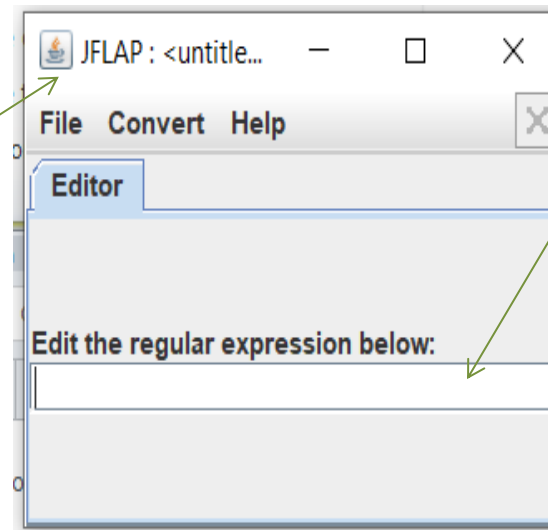 JFLAP : <untitle...
File Convert Help
Editor
Edit the regular expression below: